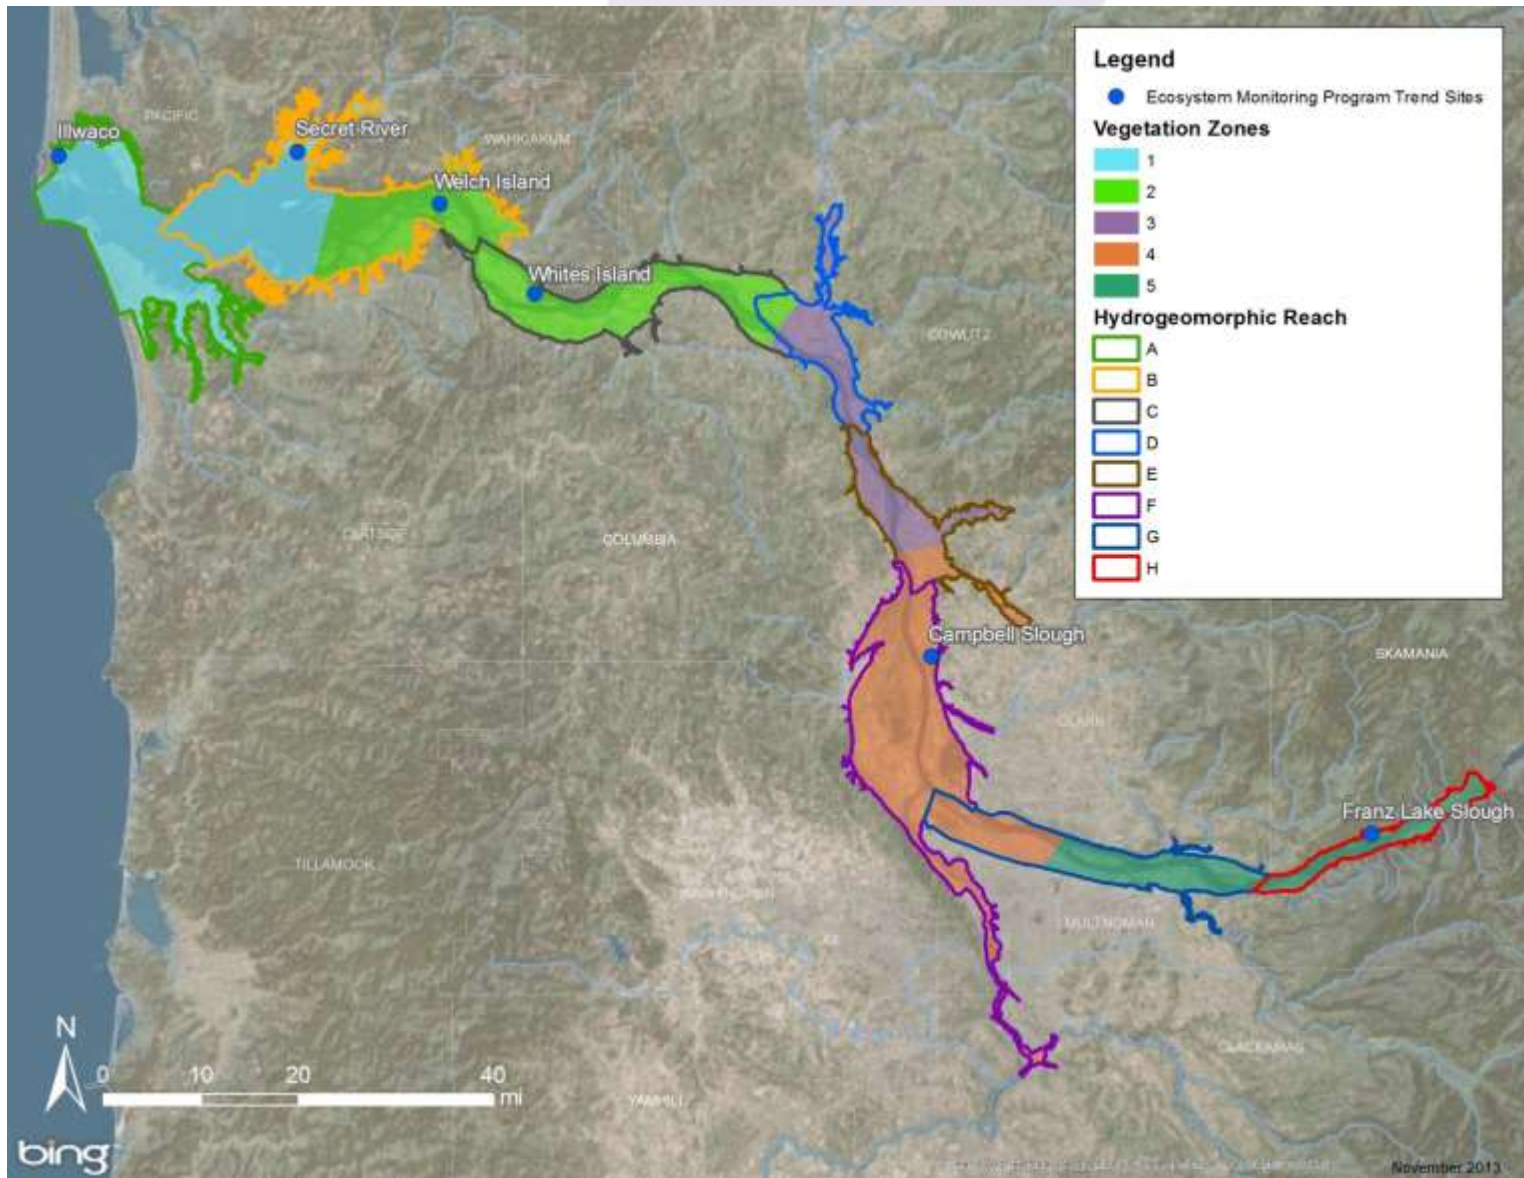 Legend
Ecosystem Monitoring Program Trend Sites
Vegetation Zones
1
2
3
4
5
Hydrogeomorphic Reach
A
B
C
D
E
F
G
H
PACIFIC
Illwaco
Secret River
WAHKIAKUM
Welch Island
Whites Island
COWLITZ
CLATSOP
COLUMBIA
Campbell Slough
SKAMANIA
CLARK
Franz Lake Slough
TILLAMOOK
WASHINGTON
MULTNOMAH
CLACKAMAS
YAMHILL
N
0 10 20 40
mi
bing
November 2013